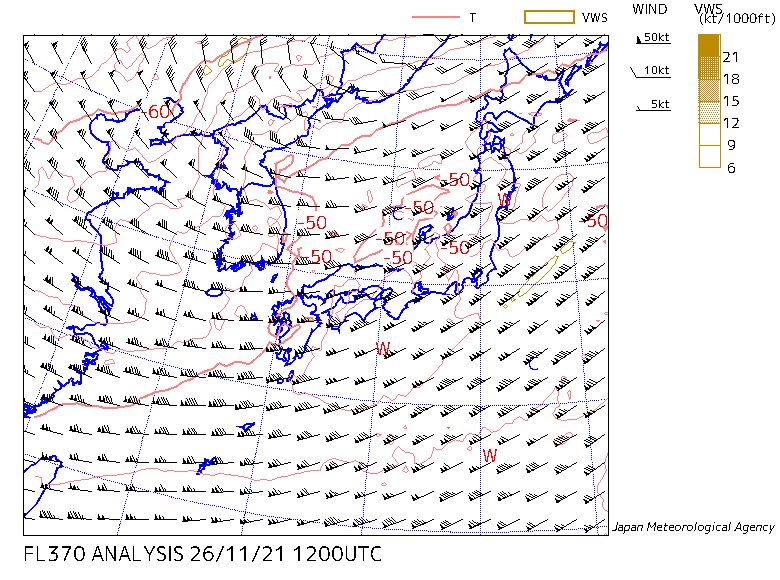 T VWS
WIND VWS
(kt/1000ft)
50kt
10kt
5kt
21
18
15
12
9
6
-60
-50
W
-50
C
-50
-50
-50
-50
-50
50
W
C
W
Japan Meteorological Agency
FL370 ANALYSIS 26/11/21 1200UTC